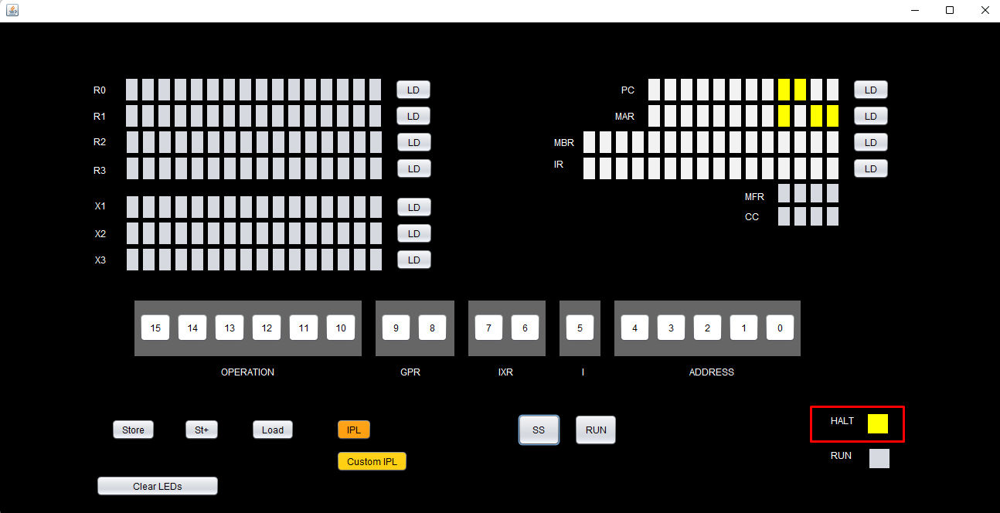 R0 LD PC LD
R1 LD MAR LD
R2 LD MBR LD
R3 LD IR LD
MFR
X1 LD CC
X2 LD
X3 LD
15 14 13 12 11 10 9 8 7 6 5 4 3 2 1 0
OPERATION GPR IXR I ADDRESS
HALT
Store St+ Load IPL SS RUN
RUN
Custom IPL
Clear LEDs